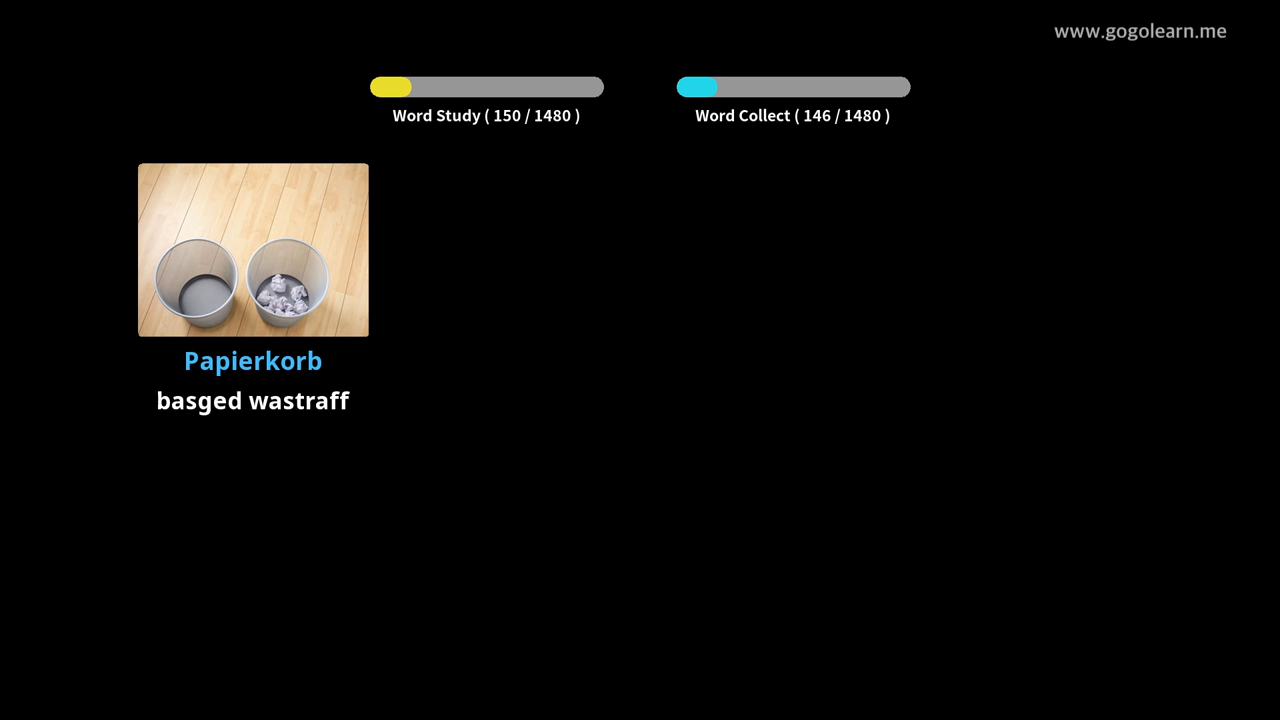 www.gogolearn.me
Word Study ( 150 / 1480 )
Word Collect ( 146 / 1480 )
Papierkorb
basged wastraff